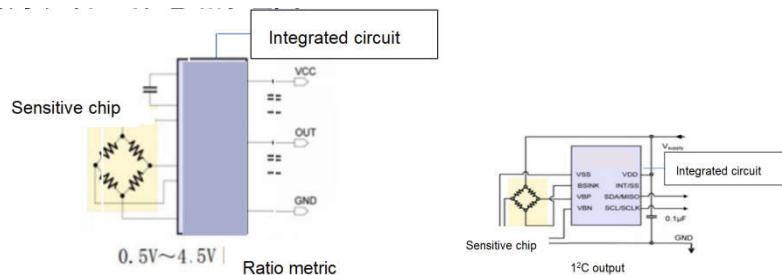 Integrated circuit
VCC
Sensitive chip
OUT
GND
0.5V～4.5V
Ratio metric
Vsupply
Integrated circuit
VSS VDD
BSINK INT/SS
VBP SDA/MISO
VBN SCL/SCLK
0.1µF
Sensitive chip
GND
1²C output